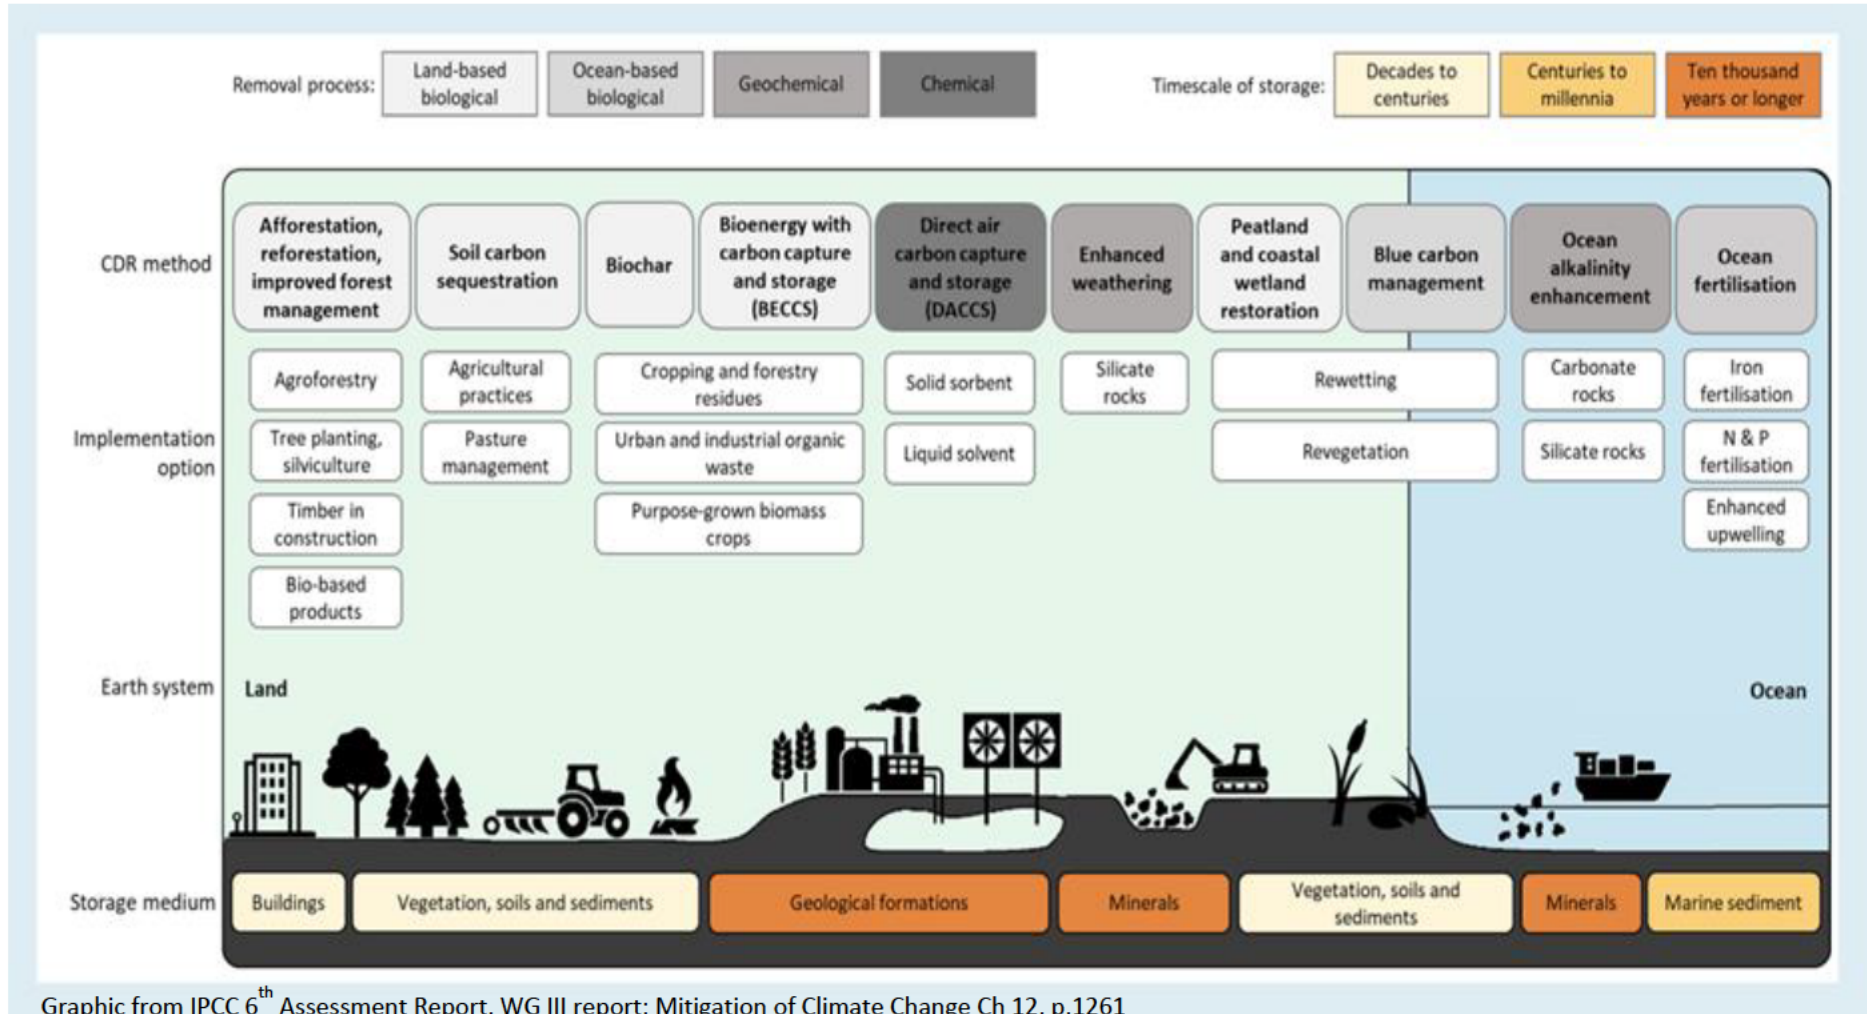 Removal process:
Land-based
biological
Ocean-based
biological
Geochemical
Chemical
Timescale of storage:
Decades to
centuries
Centuries to
millennia
Ten thousand
years or longer
CDR method
Afforestation,
reforestation,
improved forest
management
Soil carbon
sequestration
Biochar
Bioenergy with
carbon capture
and storage
(BECCS)
Direct air
carbon capture
and storage
(DACCS)
Enhanced
weathering
Peatland
and coastal
wetland
restoration
Blue carbon
management
Ocean
alkalinity
enhancement
Ocean
fertilisation
Implementation
option
Agroforestry
Tree planting,
silviculture
Timber in
construction
Bio-based
products
Agricultural
practices
Pasture
management
Cropping and forestry
residues
Urban and industrial organic
waste
Purpose-grown biomass
crops
Solid sorbent
Liquid solvent
Silicate
rocks
Rewetting
Revegetation
Carbonate
rocks
Silicate rocks
Iron
fertilisation
N & P
fertilisation
Enhanced
upwelling
Earth system
Land
Ocean
Storage medium
Buildings
Vegetation, soils and sediments
Geological formations
Minerals
Vegetation, soils and
sediments
Minerals
Marine sediment
Graphic from IPCC 6th Assessment Report, WG III report: Mitigation of Climate Change Ch 12, p.1261